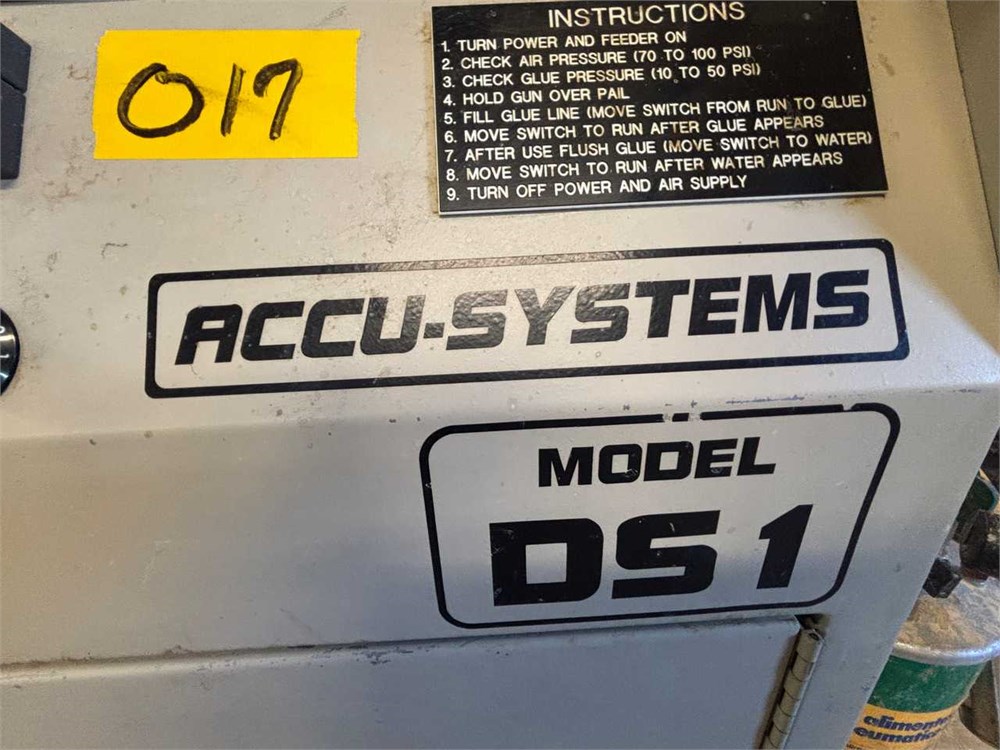 017
INSTRUCTIONS
1. TURN POWER AND FEEDER ON
2. CHECK AIR PRESSURE (70 TO 100 PSI)
3. CHECK GLUE PRESSURE (10 TO 50 PSI)
4. HOLD GUN OVER PAIL
5. FILL GLUE LINE (MOVE SWITCH FROM RUN TO GLUE)
6. MOVE SWITCH TO RUN AFTER GLUE APPEARS
7. AFTER USE FLUSH GLUE (MOVE SWITCH TO WATER)
8. MOVE SWITCH TO RUN AFTER WATER APPEARS
9. TURN OFF POWER AND AIR SUPPLY
ACCU-SYSTEMS
MODEL
DS1